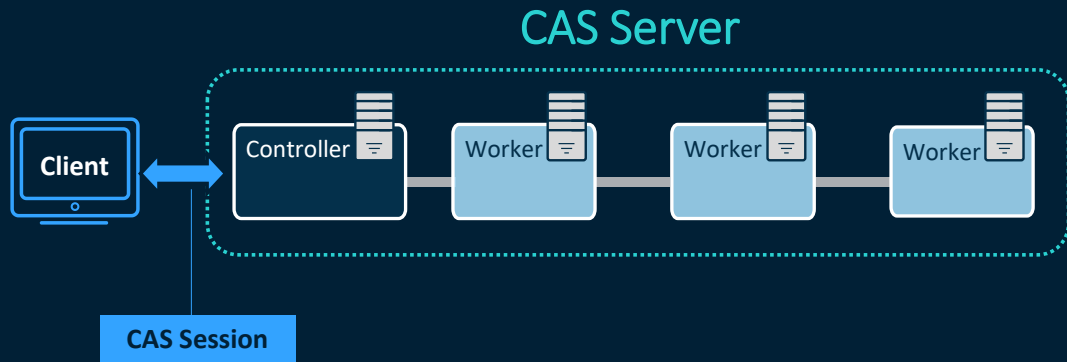 CAS Server
Client
Controller
Worker
Worker
Worker
CAS Session